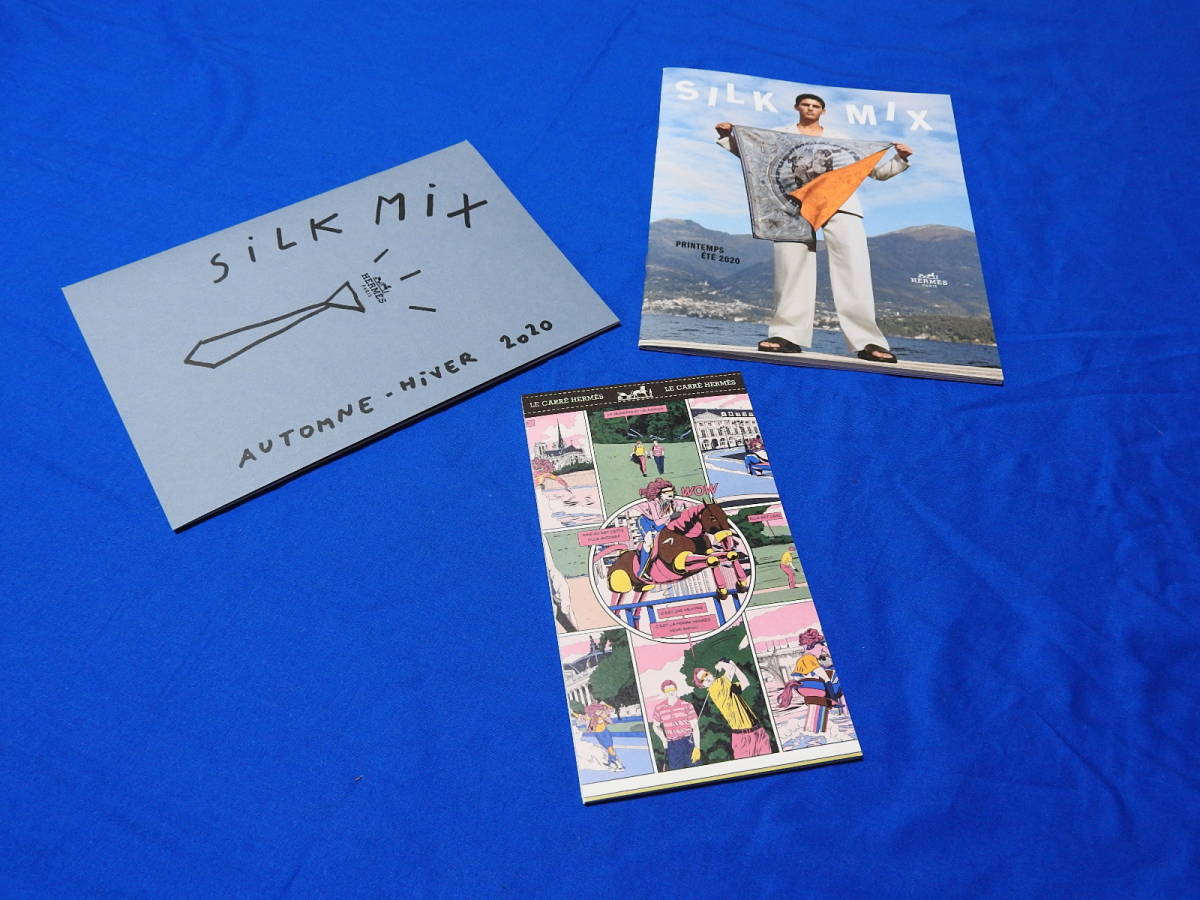 SiLK MiX
HERMÈS
PARIS
AUTOMNE - HiVER 2020
SILK MIX
PRINTEMPS
ÉTÉ 2020
HERMÈS
PARIS
LE CARRÉ HERMÈS LE CARRÉ HERMÈS
WOW